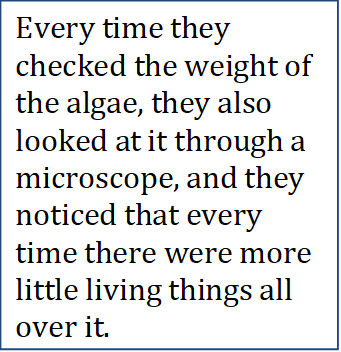 Every time they
checked the weight of
the algae, they also
looked at it through a
microscope, and they
noticed that every
time there were more
little living things all
over it.